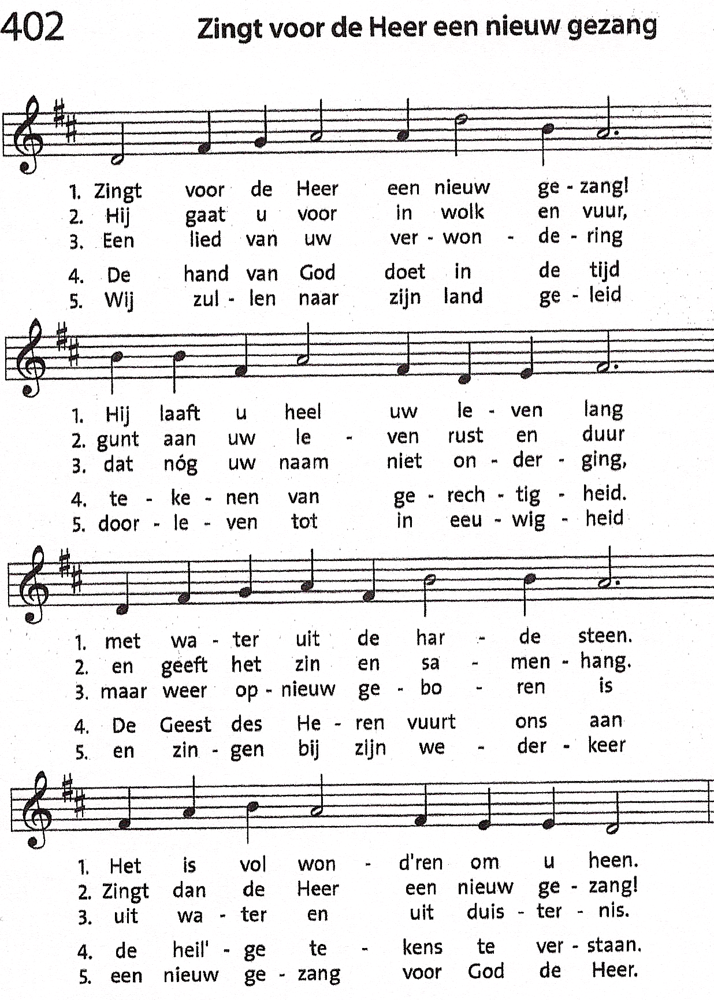 402 Zingt voor de Heer een nieuw gezang
1. Zingt voor de Heer een nieuw ge - zang!
2. Hij gaat u voor in wolk en vuur,
3. Een lied van uw ver - won - de - ring
4. De hand van God doet in de tijd
5. Wij zul - len naar zijn land ge - leid
1. Hij laaft u heel uw le - ven lang
2. gunt aan uw le - ven rust en duur
3. dat nóg uw naam niet on - der - ging,
4. te - ke - nen van ge - rech - tig - heid.
5. door - le - ven tot in eeu - wig - heid
1. met wa - ter uit de har - de steen.
2. en geeft het zin en sa - men - hang.
3. maar weer op - nieuw ge - bo - ren is
4. De Geest des He - ren vuurt ons aan
5. en zin - gen bij zijn we - der - keer
1. Het is vol won - d'ren om u heen.
2. Zingt dan de Heer een nieuw ge - zang!
3. uit wa - ter en uit duis - ter - nis.
4. de heil' - ge te - kens te ver - staan.
5. een nieuw ge - zang voor God de Heer.